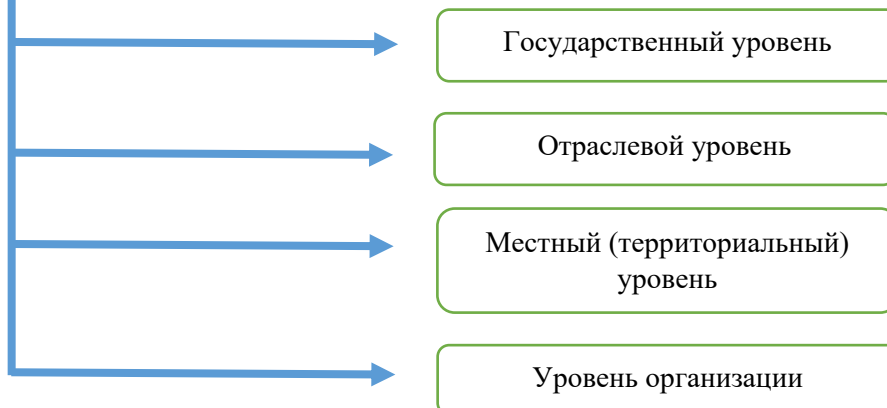 Государственный уровень
Отраслевой уровень
Местный (территориальный)
уровень
Уровень организации